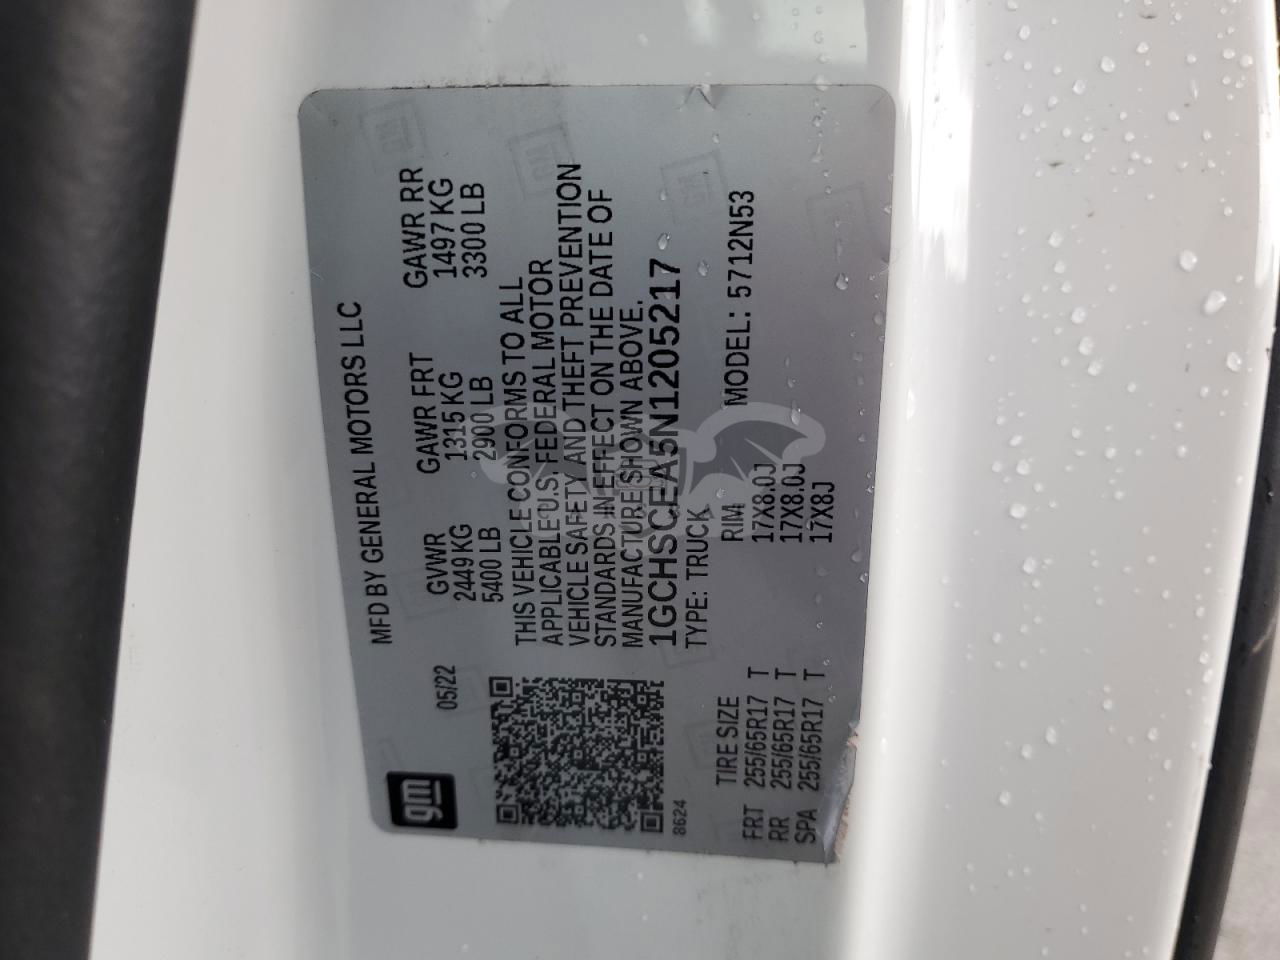 gm
05/22
MFD BY GENERAL MOTORS LLC
GVWR GAWR FRT GAWR RR
2449 KG 1315 KG 1497 KG
5400 LB 2900 LB 3300 LB
THIS VEHICLE CONFORMS TO ALL
APPLICABLE U.S. FEDERAL MOTOR
VEHICLE SAFETY AND THEFT PREVENTION
STANDARDS IN EFFECT ON THE DATE OF
MANUFACTURE SHOWN ABOVE.
1GCHSCEA5N1205217
8624
TYPE: TRUCK
MODEL: 5712N53
TIRE SIZE RIM
FRT 255/65R17 T 17X8.0J
RR 255/65R17 T 17X8.0J
SPA 255/65R17 T 17X8J